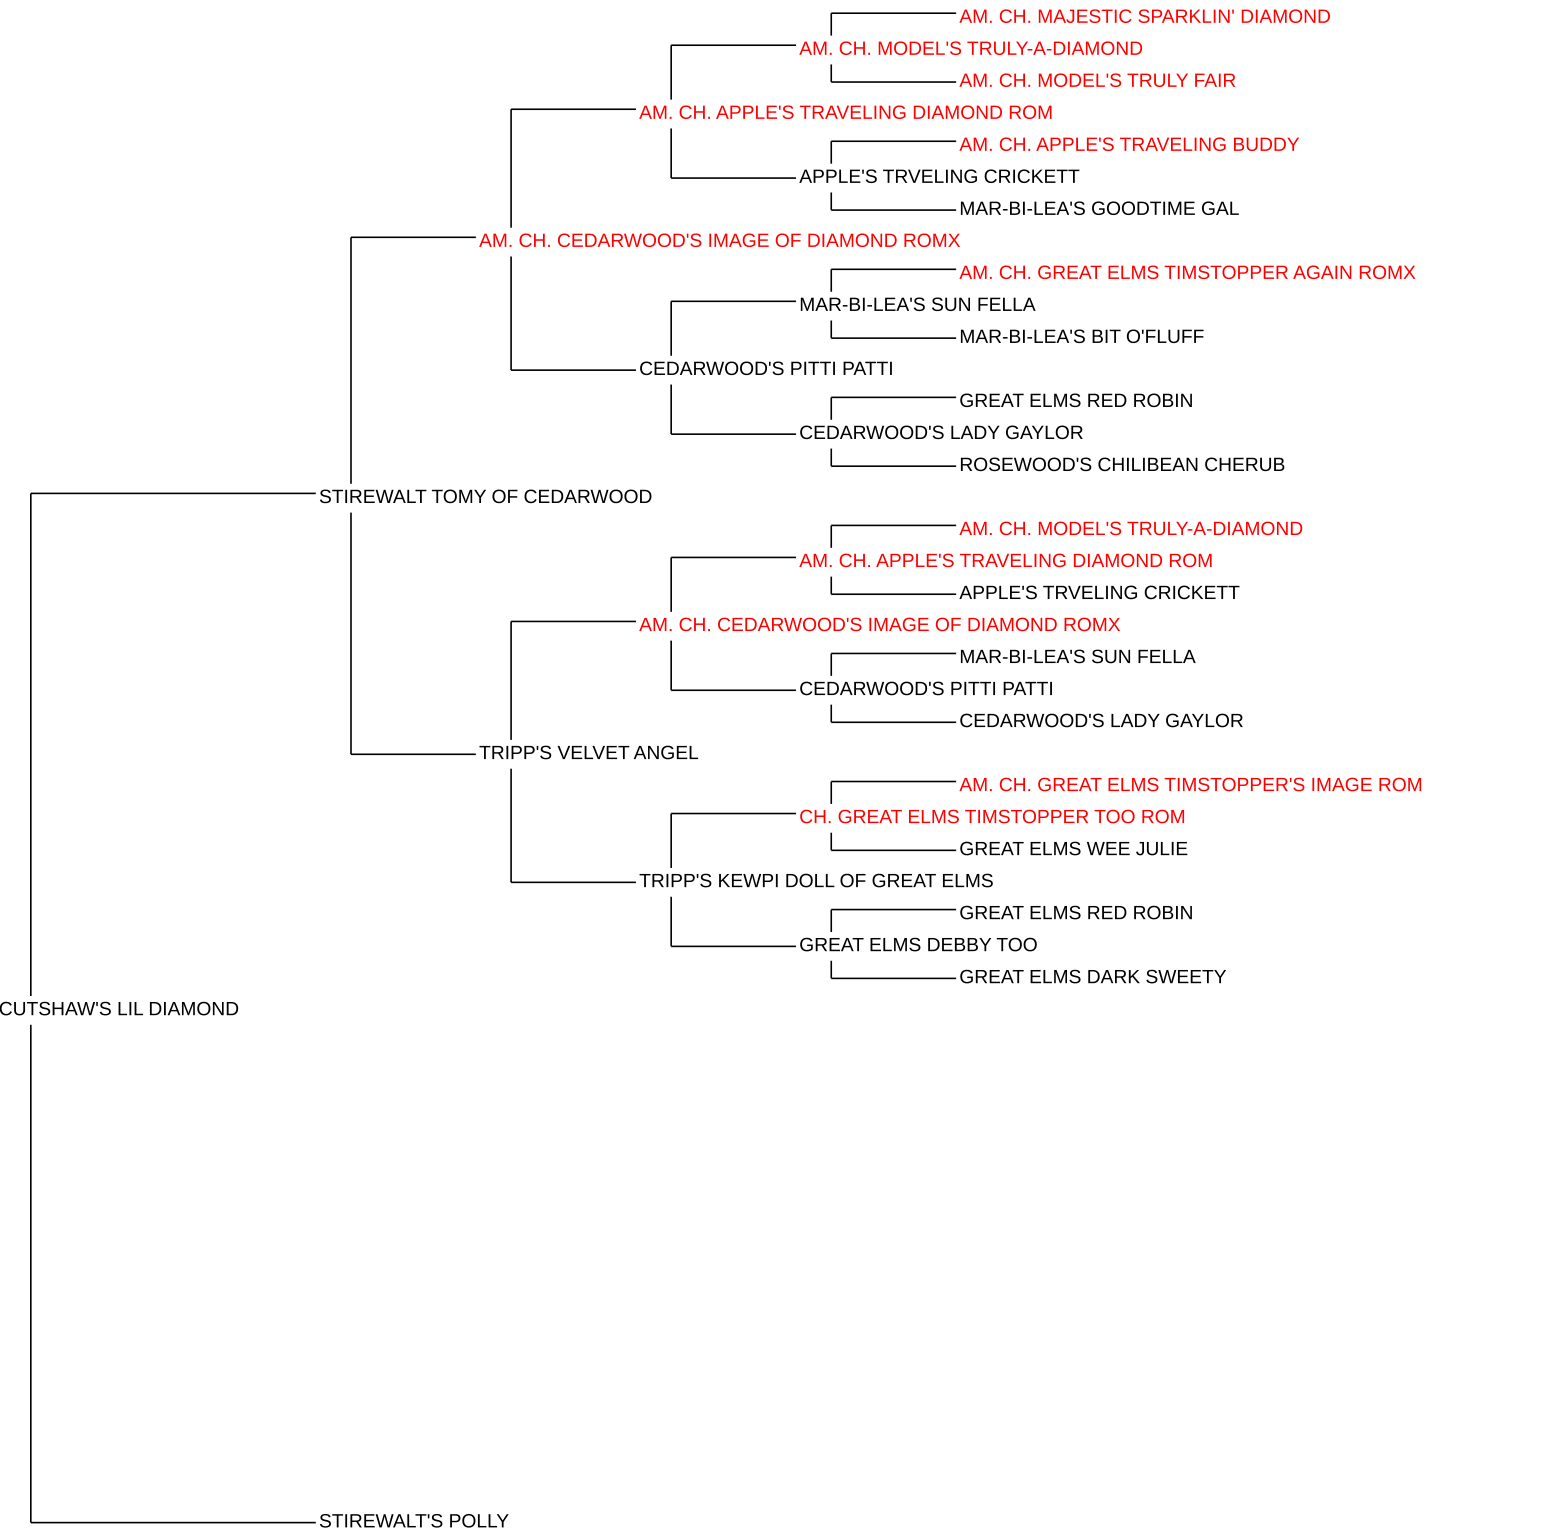 AM. CH. MAJESTIC SPARKLIN' DIAMOND
AM. CH. MODEL'S TRULY-A-DIAMOND
AM. CH. MODEL'S TRULY FAIR
AM. CH. APPLE'S TRAVELING DIAMOND ROM
AM. CH. APPLE'S TRAVELING BUDDY
APPLE'S TRVELING CRICKETT
MAR-BI-LEA'S GOODTIME GAL
AM. CH. CEDARWOOD'S IMAGE OF DIAMOND ROMX
AM. CH. GREAT ELMS TIMSTOPPER AGAIN ROMX
MAR-BI-LEA'S SUN FELLA
MAR-BI-LEA'S BIT O'FLUFF
CEDARWOOD'S PITTI PATTI
GREAT ELMS RED ROBIN
CEDARWOOD'S LADY GAYLOR
ROSEWOOD'S CHILIBEAN CHERUB
STIREWALT TOMY OF CEDARWOOD
AM. CH. MODEL'S TRULY-A-DIAMOND
AM. CH. APPLE'S TRAVELING DIAMOND ROM
APPLE'S TRVELING CRICKETT
AM. CH. CEDARWOOD'S IMAGE OF DIAMOND ROMX
MAR-BI-LEA'S SUN FELLA
CEDARWOOD'S PITTI PATTI
CEDARWOOD'S LADY GAYLOR
TRIPP'S VELVET ANGEL
AM. CH. GREAT ELMS TIMSTOPPER'S IMAGE ROM
CH. GREAT ELMS TIMSTOPPER TOO ROM
GREAT ELMS WEE JULIE
TRIPP'S KEWPI DOLL OF GREAT ELMS
GREAT ELMS RED ROBIN
GREAT ELMS DEBBY TOO
GREAT ELMS DARK SWEETY
CUTSHAW'S LIL DIAMOND
STIREWALT'S POLLY